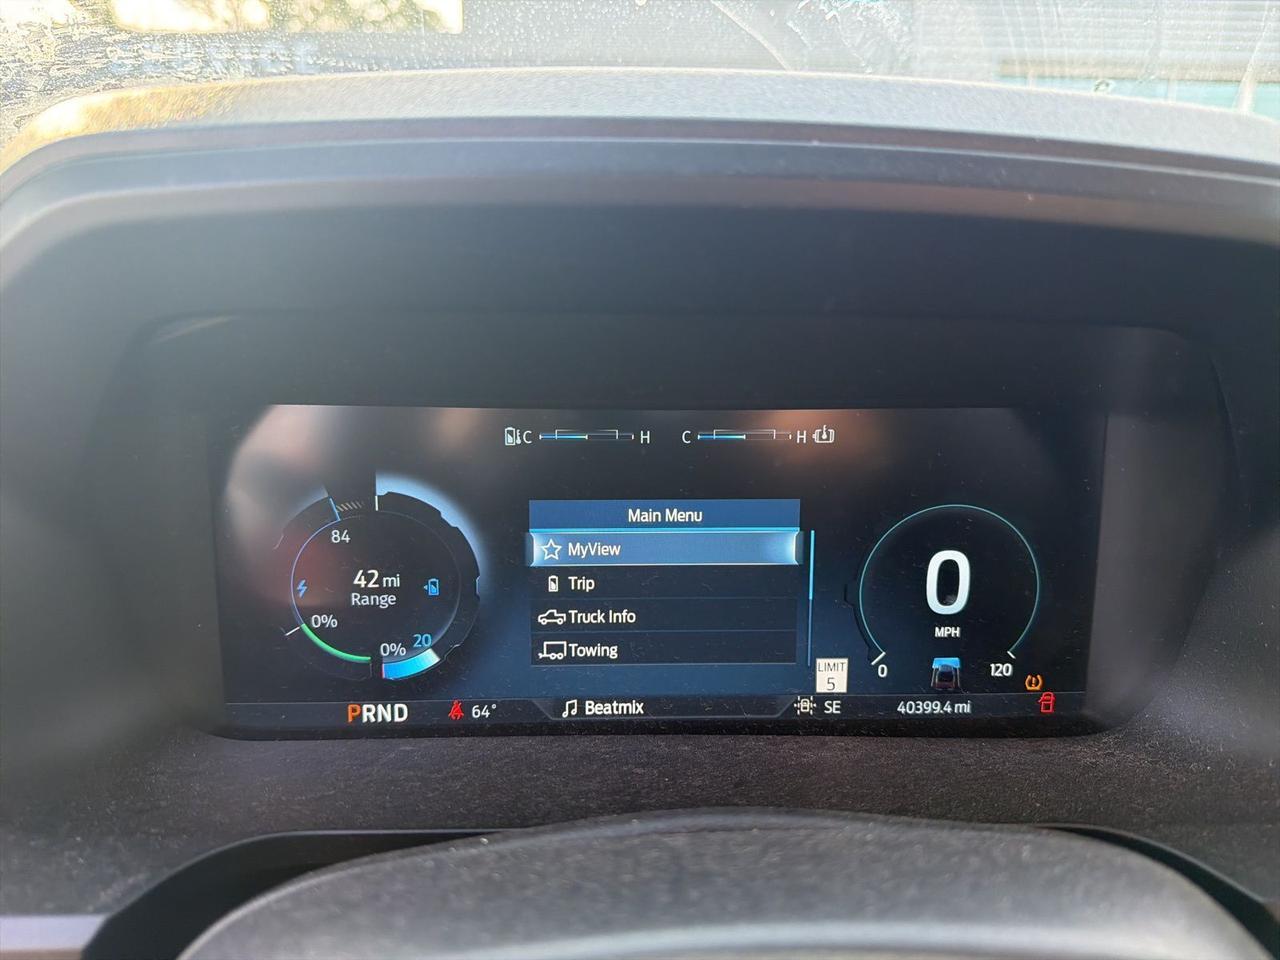 C H C H
Main Menu
MyView
Trip
Truck Info
Towing
84
42 mi
Range
0%
0% 20
0
MPH
0 120
LIMIT
5
PRND 64° Beatmix SE 40399.4 mi